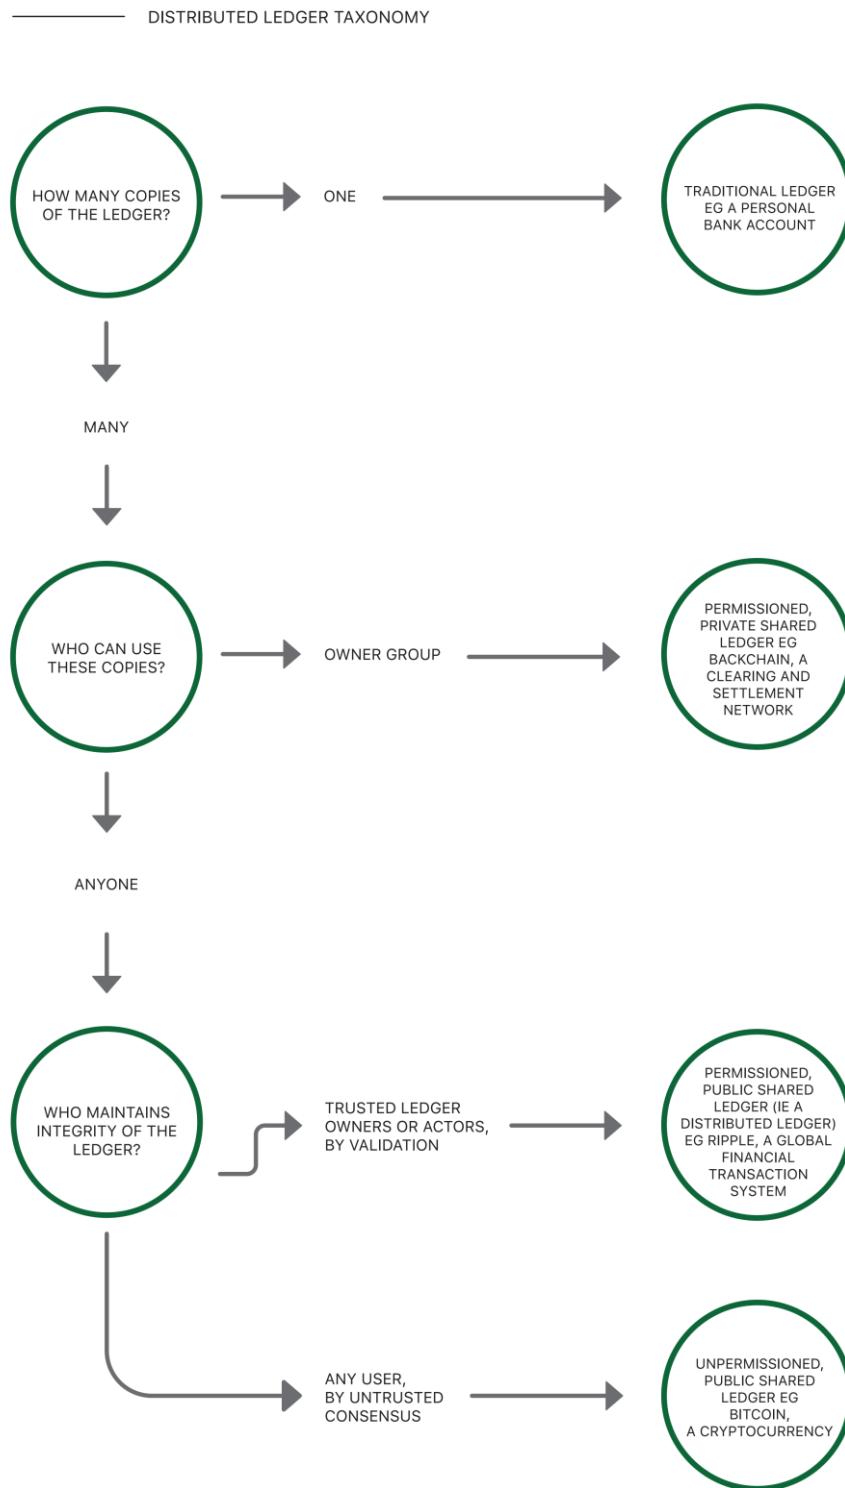 DISTRIBUTED LEDGER TAXONOMY
HOW MANY COPIES
OF THE LEDGER?
ONE
TRADITIONAL LEDGER
EG A PERSONAL
BANK ACCOUNT
MANY
WHO CAN USE
THESE COPIES?
OWNER GROUP
PERMISSIONED,
PRIVATE SHARED
LEDGER EG
BACKCHAIN, A
CLEARING AND
SETTLEMENT
NETWORK
ANYONE
WHO MAINTAINS
INTEGRITY OF THE
LEDGER?
TRUSTED LEDGER
OWNERS OR ACTORS,
BY VALIDATION
PERMISSIONED,
PUBLIC SHARED
LEDGER (IE A
DISTRIBUTED LEDGER)
EG RIPPLE, A GLOBAL
FINANCIAL
TRANSACTION
SYSTEM
ANY USER,
BY UNTRUSTED
CONSENSUS
UNPERMISSIONED,
PUBLIC SHARED
LEDGER EG
BITCOIN,
A CRYPTOCURRENCY